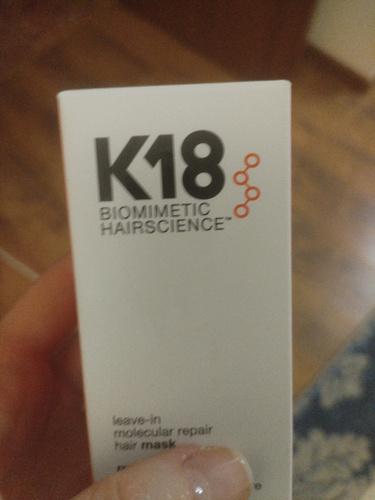 K18
BIOMIMETIC
HAIRSCIENCE™
leave-in
molecular repair
hair mask